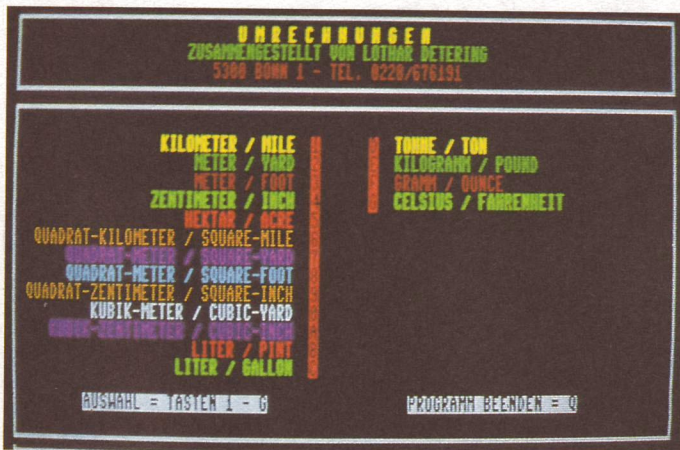 UMRECHNUNGEN
ZUSAMMENGESTELLT VON LOTHAR DETERING
5300 BONN 1 - TEL. 0228/676191
KILOMETER / MILE
METER / YARD
METER / FOOT
ZENTIMETER / INCH
HEKTAR / ACRE
QUADRAT-KILOMETER / SQUARE-MILE
QUADRAT-METER / SQUARE-YARD
QUADRAT-METER / SQUARE-FOOT
QUADRAT-ZENTIMETER / SQUARE-INCH
KUBIK-METER / CUBIC-YARD
KUBIK-ZENTIMETER / CUBIC-INCH
LITER / PINT
LITER / GALLON
TONNE / TON
KILOGRAMM / POUND
GRAMM / OUNCE
CELSIUS / FAHRENHEIT
AUSWAHL = TASTEN 1 - G
PROGRAMM BEENDEN = Q